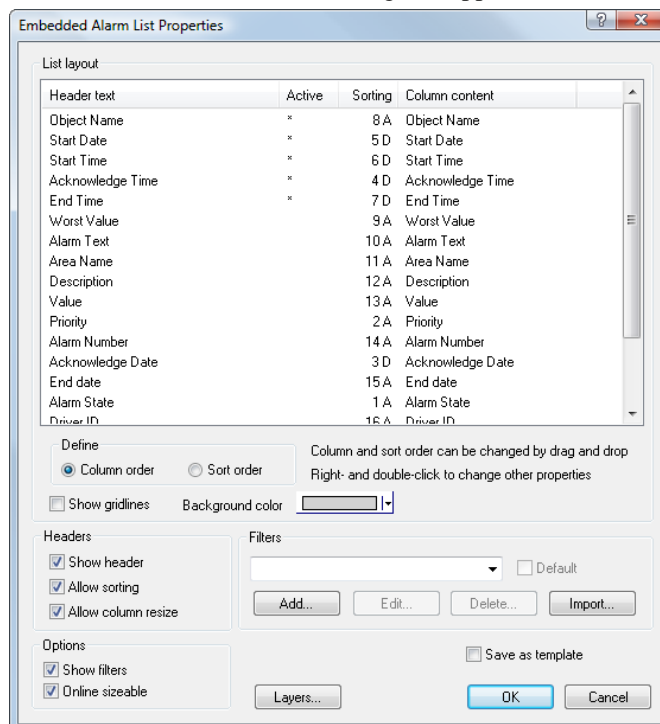 Embedded Alarm List Properties
List layout
Header text Active Sorting Column content
Object Name * 8 A Object Name
Start Date * 5 D Start Date
Start Time * 6 D Start Time
Acknowledge Time * 4 D Acknowledge Time
End Time * 7 D End Time
Worst Value 9 A Worst Value
Alarm Text 10 A Alarm Text
Area Name 11 A Area Name
Description 12 A Description
Value 13 A Value
Priority 2 A Priority
Alarm Number 14 A Alarm Number
Acknowledge Date 3 D Acknowledge Date
End date 15 A End date
Alarm State 1 A Alarm State
Driver ID 16 A Driver ID
Define
Column order Sort order
Column and sort order can be changed by drag and drop
Right- and double-click to change other properties
Show gridlines Background color
Headers
Show header
Allow sorting
Allow column resize
Filters
Default
Add... Edit... Delete... Import...
Options
Show filters
Online sizeable
Save as template
Layers... OK Cancel